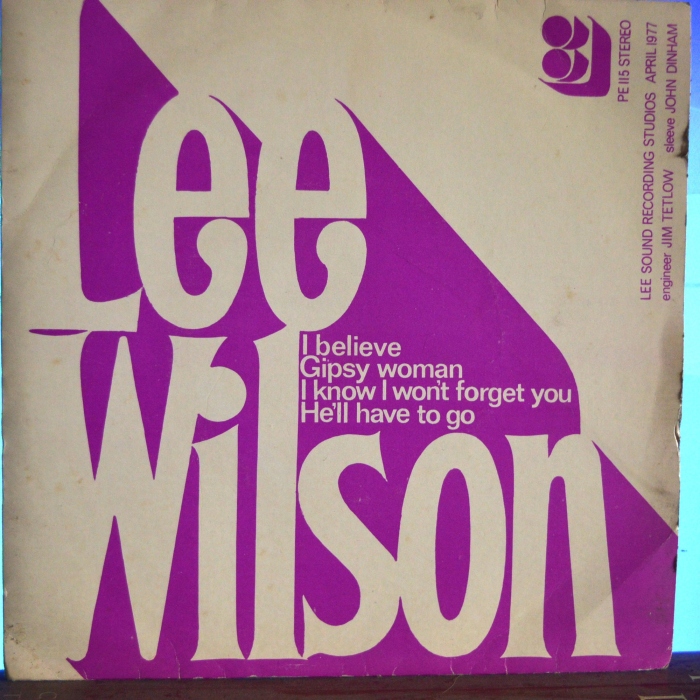 Lee
Wilson
I believe
Gipsy woman
I know I won't forget you
He'll have to go
PE 115 STEREO
LEE SOUND RECORDING STUDIOS APRIL 1977
engineer JIM TETLOW sleeve JOHN DINHAM